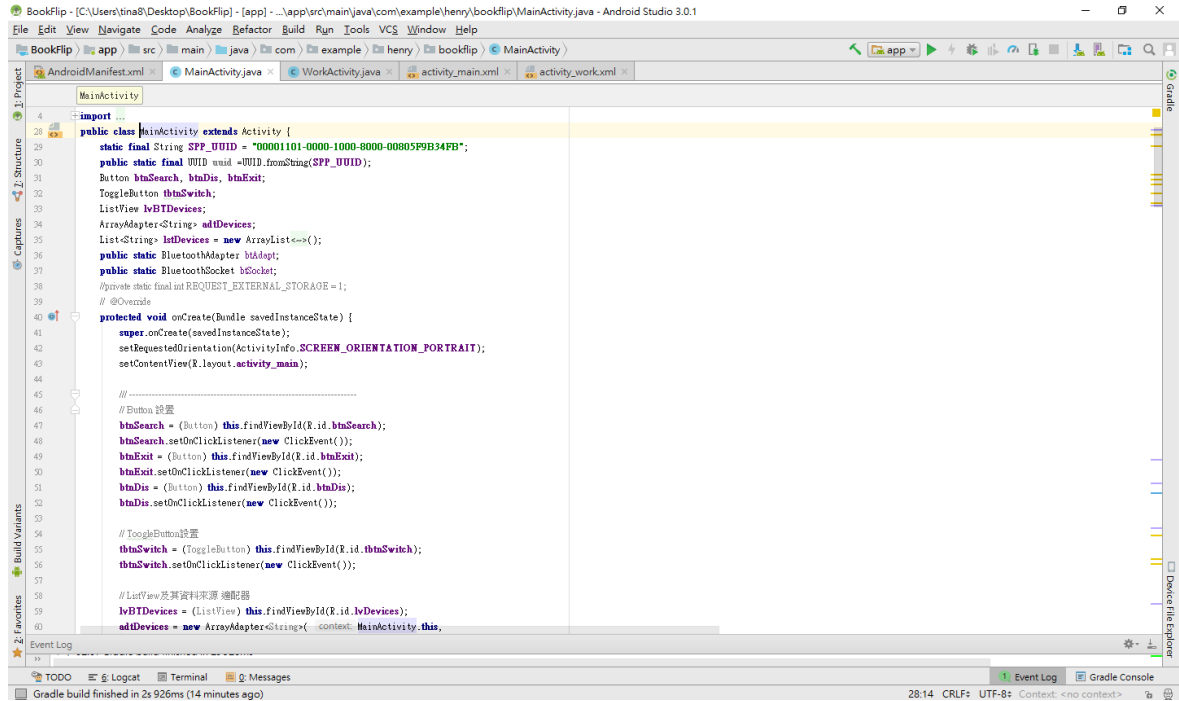 BookFlip - [C:\Users\tina8\Desktop\BookFlip] - [app] - ...\app\src\main\java\com\example\henry\bookflip\MainActivity.java - Android Studio 3.0.1
File Edit View Navigate Code Analyze Refactor Build Run Tools VCS Window Help
BookFlip app src main java com example henry bookflip MainActivity
app
AndroidManifest.xml MainActivity.java WorkActivity.java activity_main.xml activity_work.xml
MainActivity
1: Project
Z: Structure
Captures
Build Variants
2: Favorites
Gradle
Device File Explorer
4 import ...
28 public class MainActivity extends Activity {
29 static final String SPP_UUID = "00001101-0000-1000-8000-00805F9B34FB";
30 public static final UUID uuid =UUID.fromString(SPP_UUID);
31 Button btnSearch, btnDis, btnExit;
32 ToggleButton tbtnSwitch;
33 ListView lvBTDevices;
34 ArrayAdapter<String> adtDevices;
35 List<String> lstDevices = new ArrayList<~>();
36 public static BluetoothAdapter btAdapt;
37 public static BluetoothSocket btSocket;
38 //private static final int REQUEST_EXTERNAL_STORAGE = 1;
39 // @Override
40 protected void onCreate(Bundle savedInstanceState) {
41 super.onCreate(savedInstanceState);
42 setRequestedOrientation(ActivityInfo.SCREEN_ORIENTATION_PORTRAIT);
43 setContentView(R.layout.activity_main);
44
45 /// ----------------------------------------------------------------------
46 // Button 設置
47 btnSearch = (Button) this.findViewById(R.id.btnSearch);
48 btnSearch.setOnClickListener(new ClickEvent());
49 btnExit = (Button) this.findViewById(R.id.btnExit);
50 btnExit.setOnClickListener(new ClickEvent());
51 btnDis = (Button) this.findViewById(R.id.btnDis);
52 btnDis.setOnClickListener(new ClickEvent());
53
54 // ToogleButton設置
55 tbtnSwitch = (ToggleButton) this.findViewById(R.id.tbtnSwitch);
56 tbtnSwitch.setOnClickListener(new ClickEvent());
57
58 // ListView及其資料來源 適配器
59 lvBTDevices = (ListView) this.findViewById(R.id.lvDevices);
60 adtDevices = new ArrayAdapter<String>( context: MainActivity.this,
Event Log
TODO 6: Logcat Terminal 0: Messages 1 Event Log Gradle Console
Gradle build finished in 2s 926ms (14 minutes ago) 28:14 CRLF UTF-8 Context: <no context>